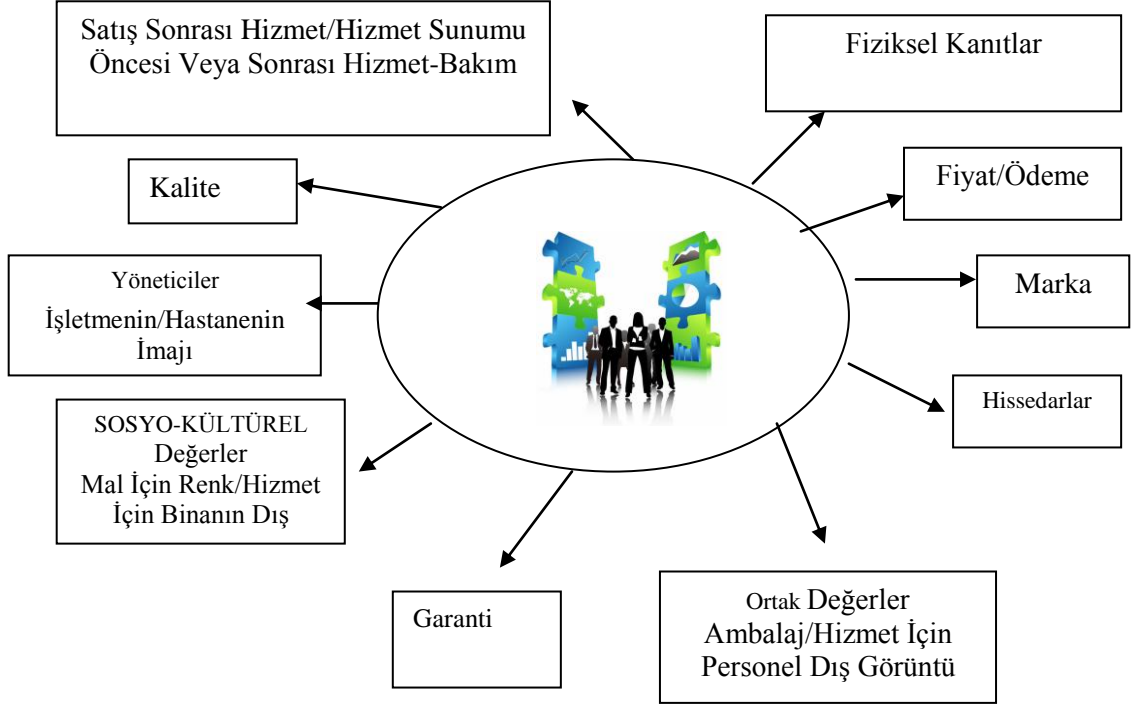 Satış Sonrası Hizmet/Hizmet Sunumu
Öncesi Veya Sonrası Hizmet-Bakım
Fiziksel Kanıtlar
Kalite
Fiyat/Ödeme
Yöneticiler
İşletmenin/Hastanenin
İmajı
Marka
Hissedarlar
SOSYO-KÜLTÜREL
Değerler
Mal İçin Renk/Hizmet
İçin Binanın Dış
Garanti
Ortak Değerler
Ambalaj/Hizmet İçin
Personel Dış Görüntü